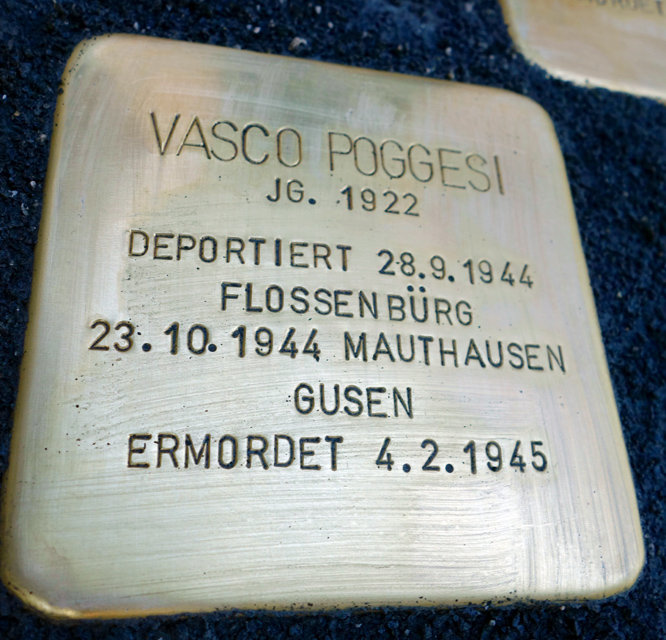 VASCO POGGESI
JG. 1922
DEPORTIERT 28.9.1944
FLOSSENBÜRG
23.10.1944 MAUTHAUSEN
GUSEN
ERMORDET 4.2.1945